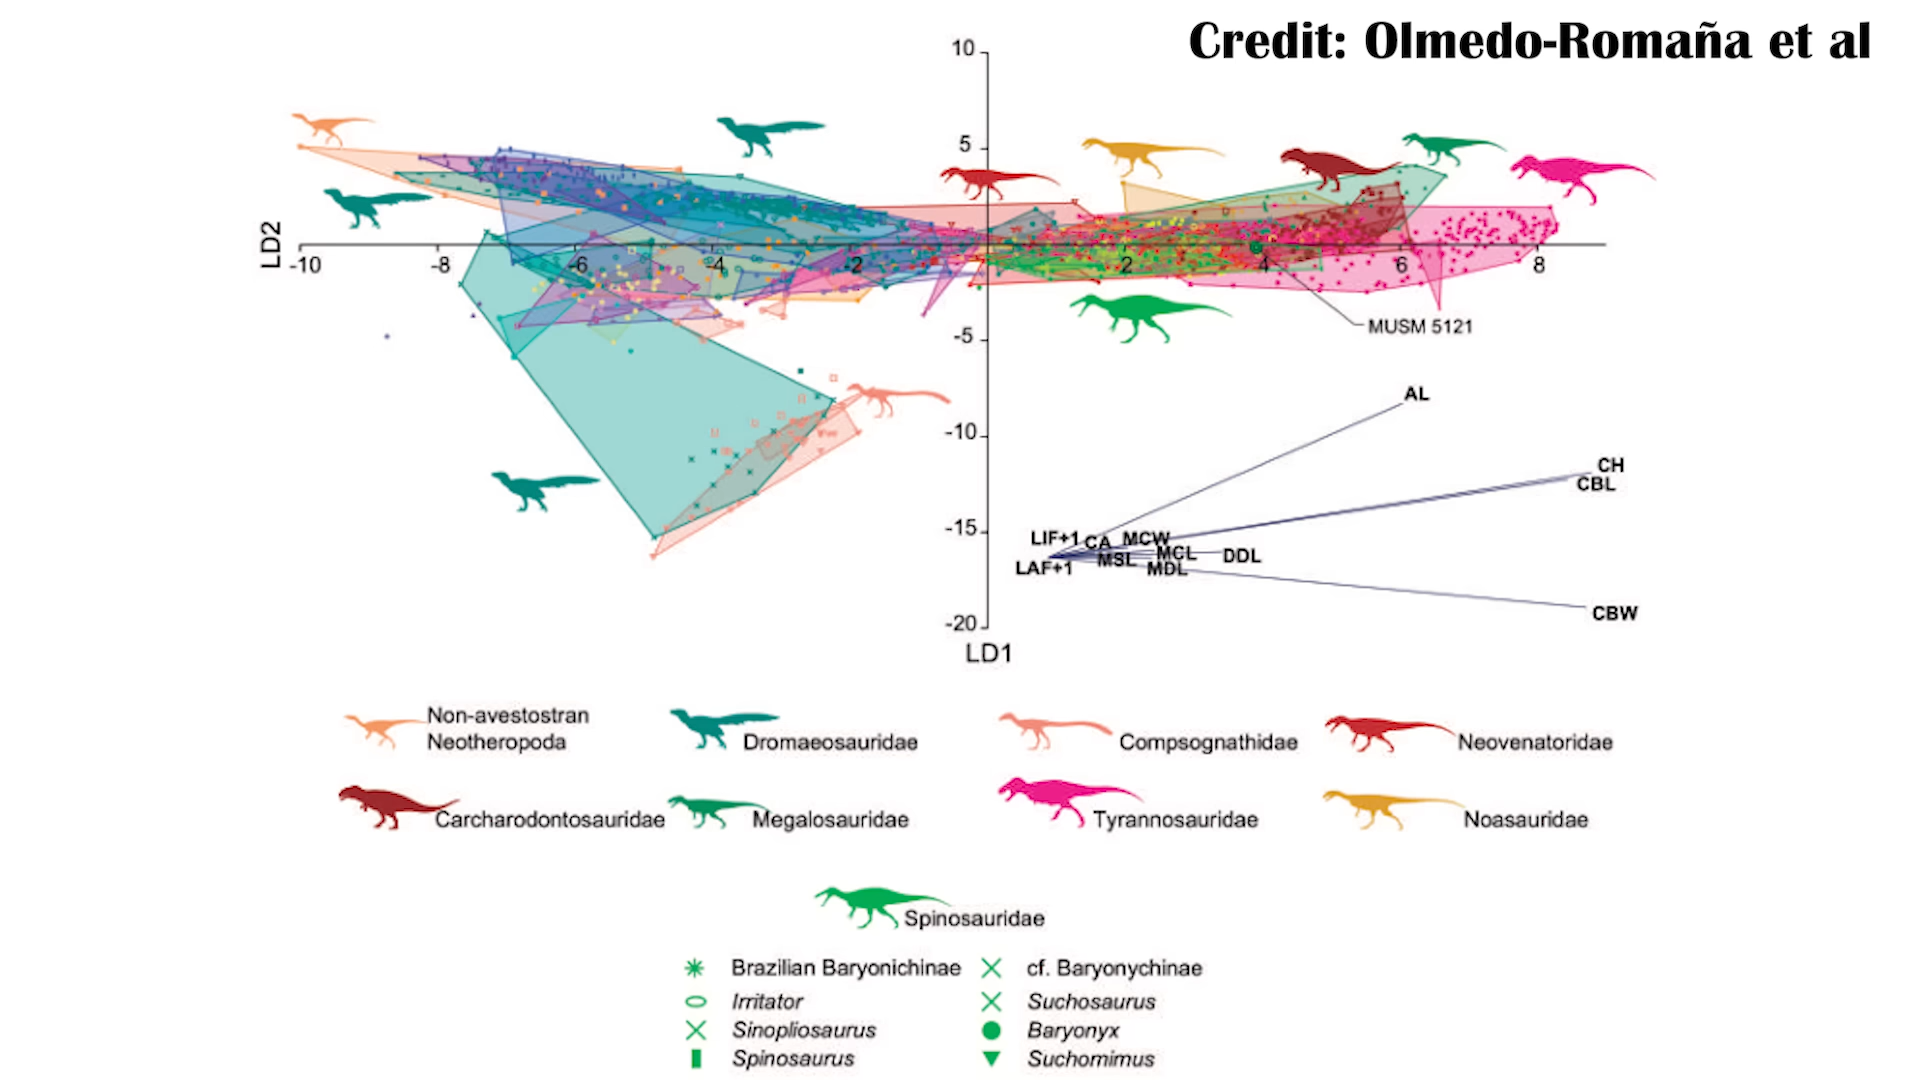 Credit: Olmedo-Romaña et al
10
5
LD2
-10 -8 -6 -4 -2 2 4 6 8
MUSM 5121
-5
AL
-10
CH
CBL
-15
LIF+1 CA MCW
MCL DDL
MSL
LAF+1 MDL
CBW
-20
LD1
Non-avestostran
Neotheropoda
Dromaeosauridae
Compsognathidae
Neovenatoridae
Carcharodontosauridae
Megalosauridae
Tyrannosauridae
Noasauridae
Spinosauridae
Brazilian Baryonichinae cf. Baryonychinae
Irritator Suchosaurus
Sinopliosaurus Baryonyx
Spinosaurus Suchomimus